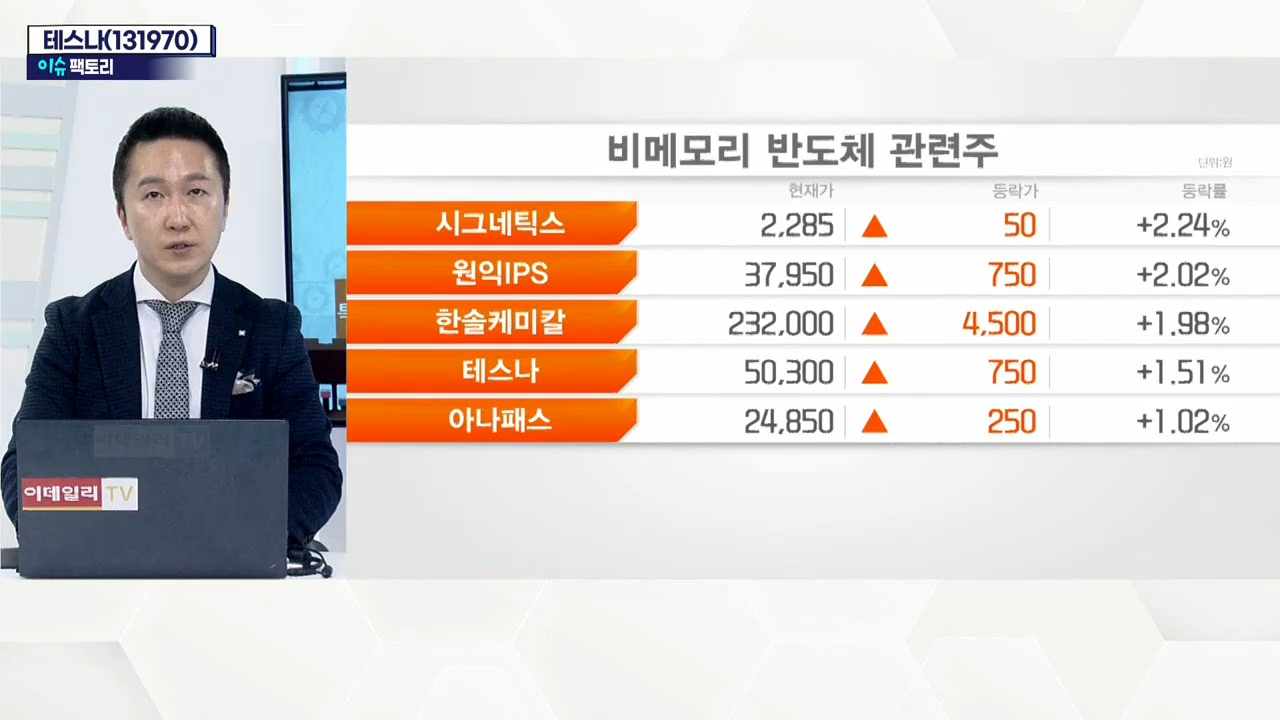 테스나(131970)
이슈 팩토리
비메모리 반도체 관련주
단위:원
현재가 등락가 등락률
시그네틱스 2,285 ▲ 50 +2.24%
원익IPS 37,950 ▲ 750 +2.02%
한솔케미칼 232,000 ▲ 4,500 +1.98%
테스나 50,300 ▲ 750 +1.51%
아나패스 24,850 ▲ 250 +1.02%
이데일리 TV